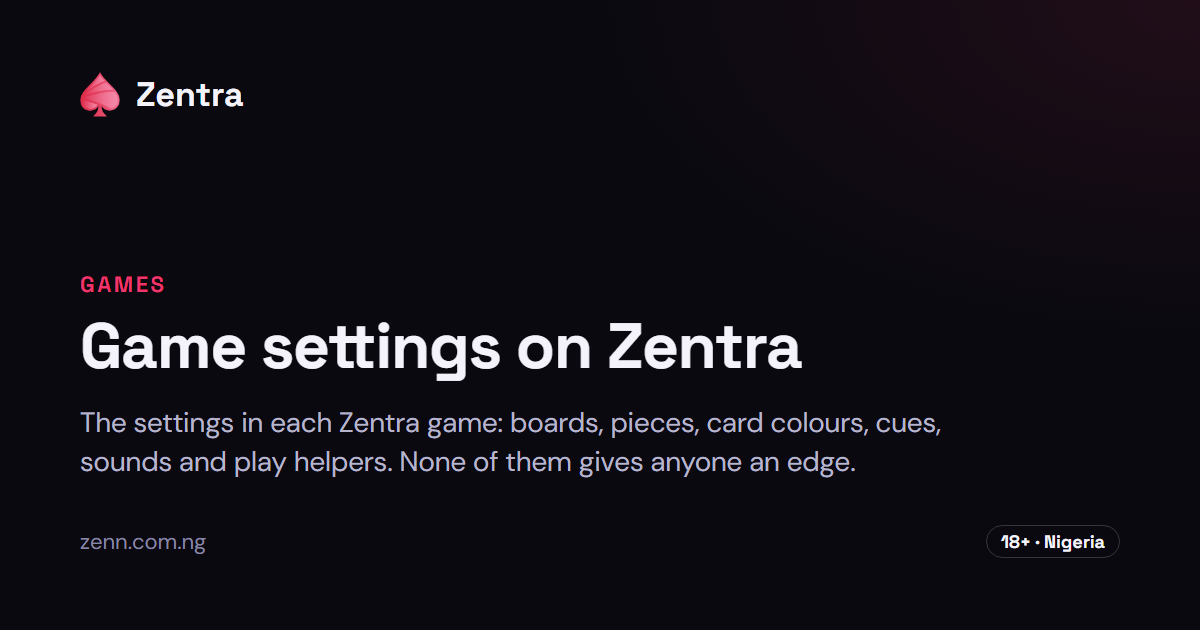 Zentra
GAMES
Game settings on Zentra
The settings in each Zentra game: boards, pieces, card colours, cues,
sounds and play helpers. None of them gives anyone an edge.
zenn.com.ng
18+ · Nigeria